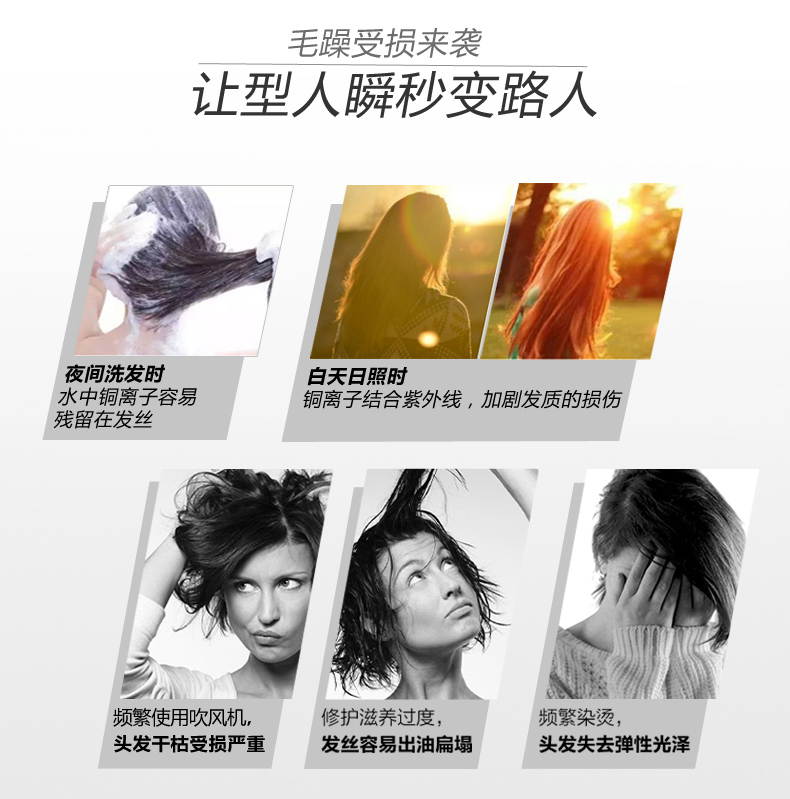 毛躁受损来袭
让型人瞬秒变路人
夜间洗发时
水中铜离子容易
残留在发丝
白天日照时
铜离子结合紫外线，加剧发质的损伤
频繁使用吹风机,
头发干枯受损严重
修护滋养过度，
发丝容易出油扁塌
频繁染烫，
头发失去弹性光泽